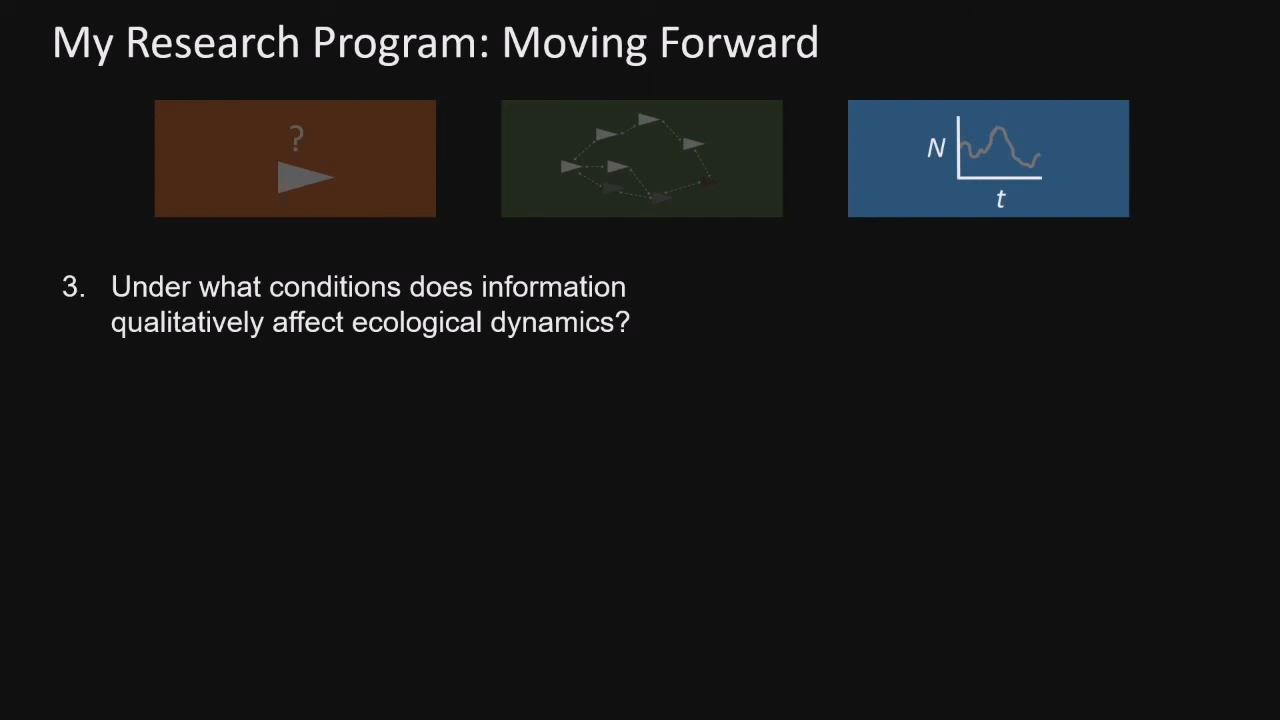 My Research Program: Moving Forward
?
N
t
3. Under what conditions does information
qualitatively affect ecological dynamics?